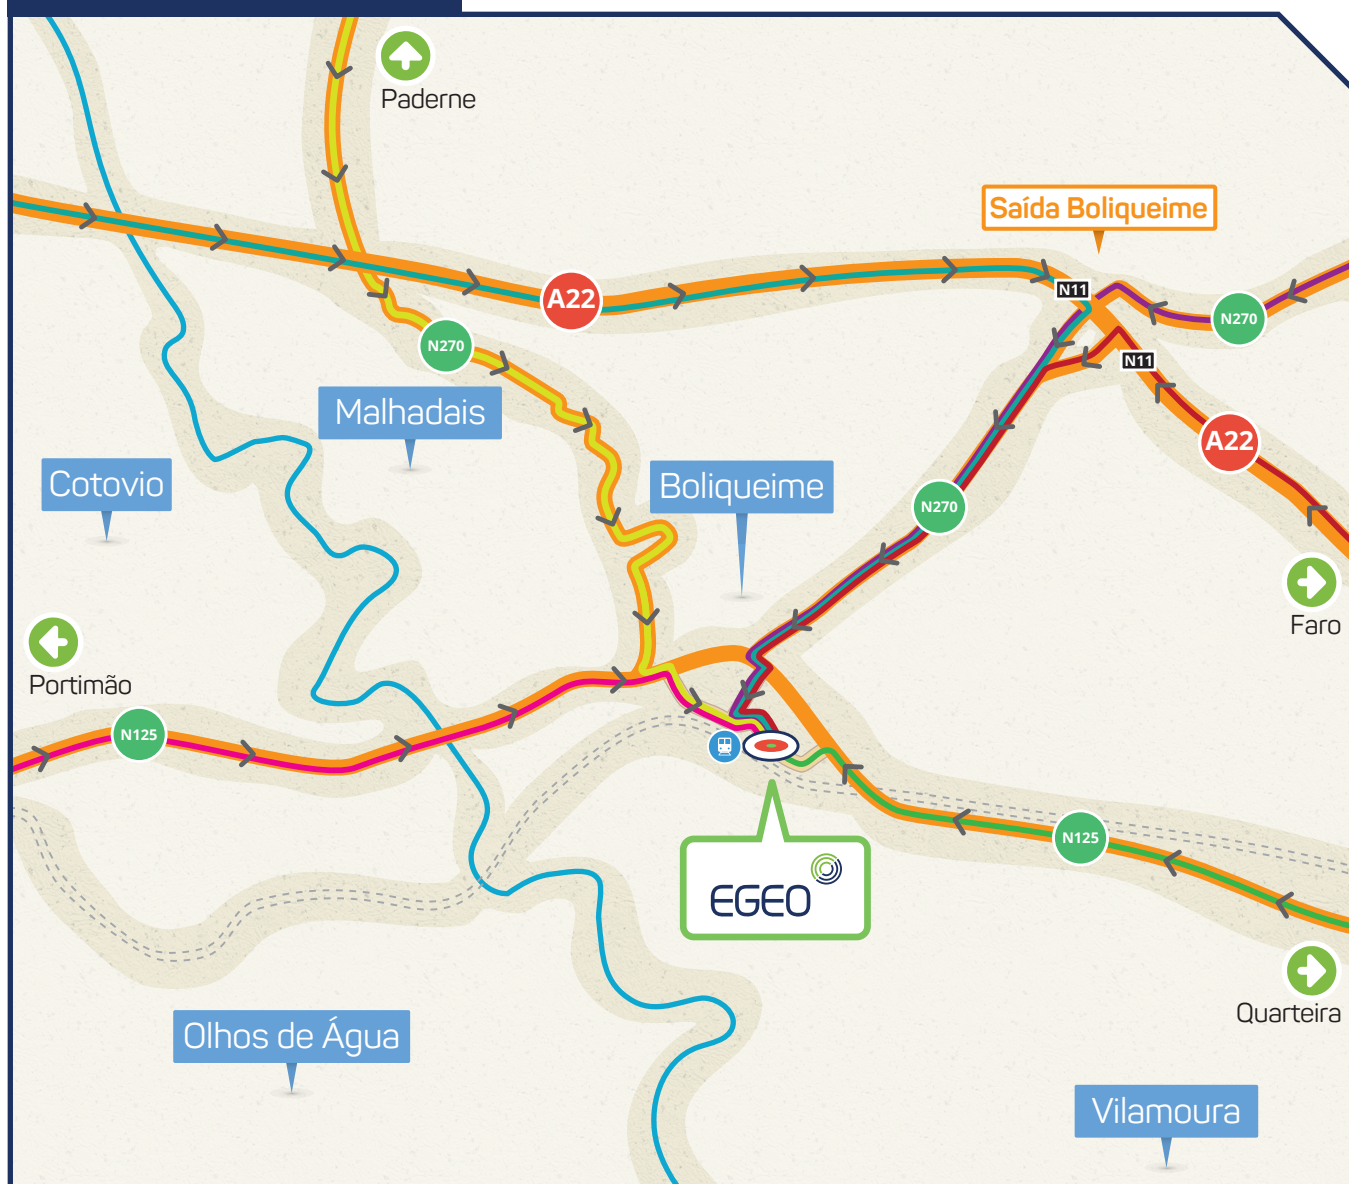 Paderne
Saída Boliqueime
A22
N11
N270
N270
N11
Malhadais
A22
Cotovio
Boliqueime
N270
Faro
Portimão
N125
N125
EGEO
Quarteira
Olhos de Água
Vilamoura